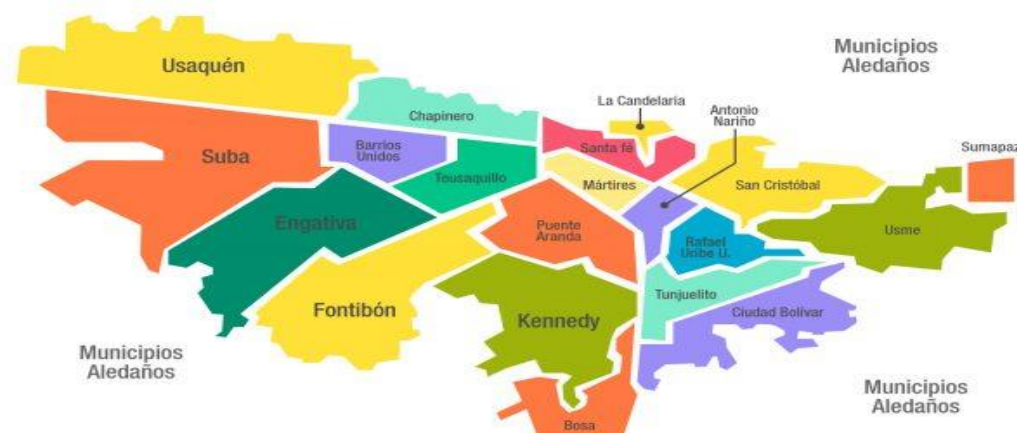 Municipios
Aledaños
Usaquén
La Candelaria
Antonio
Nariño
Chapinero
Sumapaz
Barrios
Unidos
Santa fé
Suba
Teusaquillo
Mártires
San Cristóbal
Engativa
Puente
Aranda
Usme
Rafael
Uribe U.
Tunjuelito
Fontibón
Kennedy
Ciudad Bolívar
Municipios
Aledaños
Municipios
Aledaños
Bosa